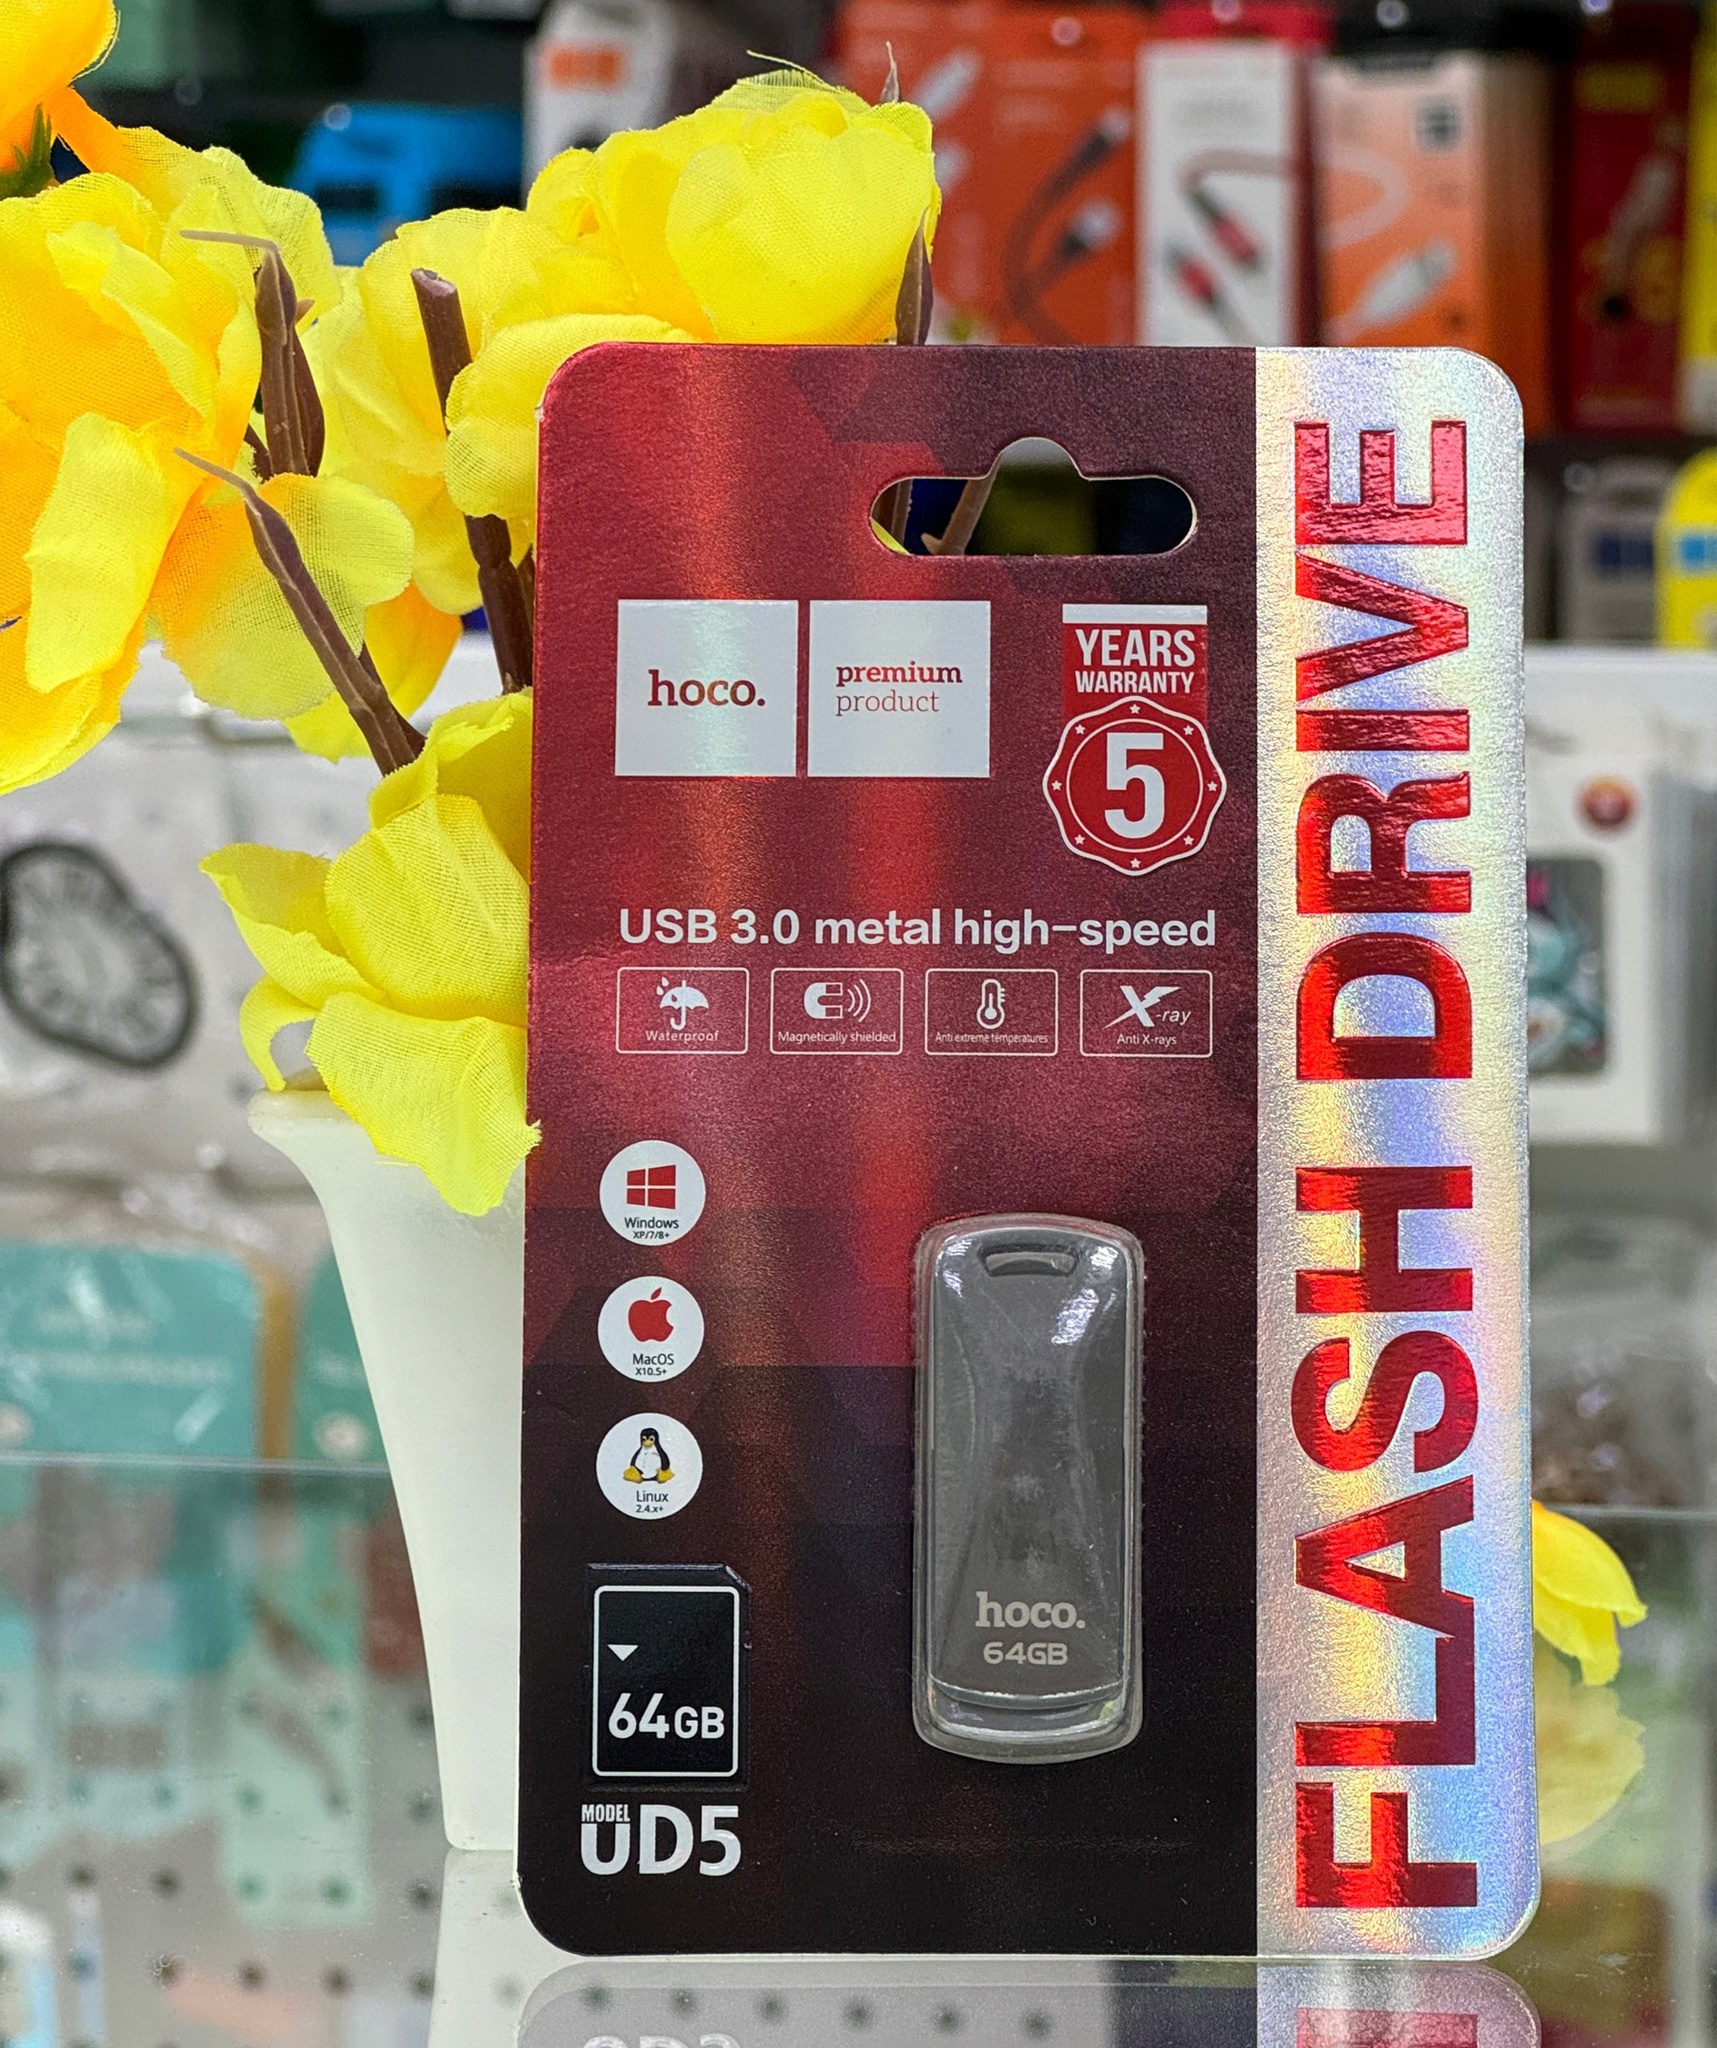 hoco.
premium
product
YEARS
WARRANTY
5
USB 3.0 metal high-speed
Waterproof
Magnetically shielded
Anti extreme temperatures
X-ray
Anti X-rays
Windows
XP/7/8+
MacOS
X10.5+
Linux
2.4.x+
64GB
MODEL
UD5
hoco.
64GB
FLASH DRIVE